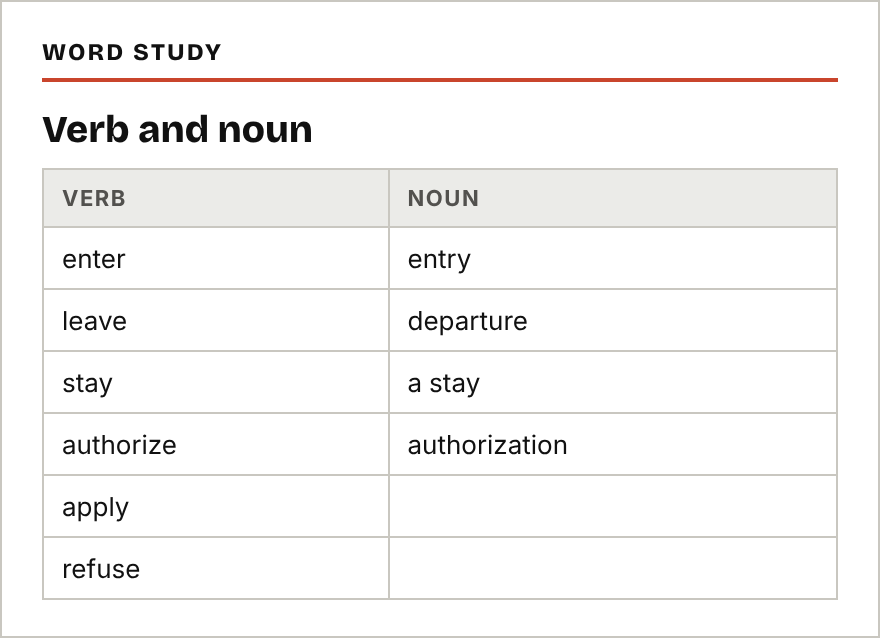 WORD STUDY
Verb and noun
VERB NOUN
enter entry
leave departure
stay a stay
authorize authorization
apply
refuse